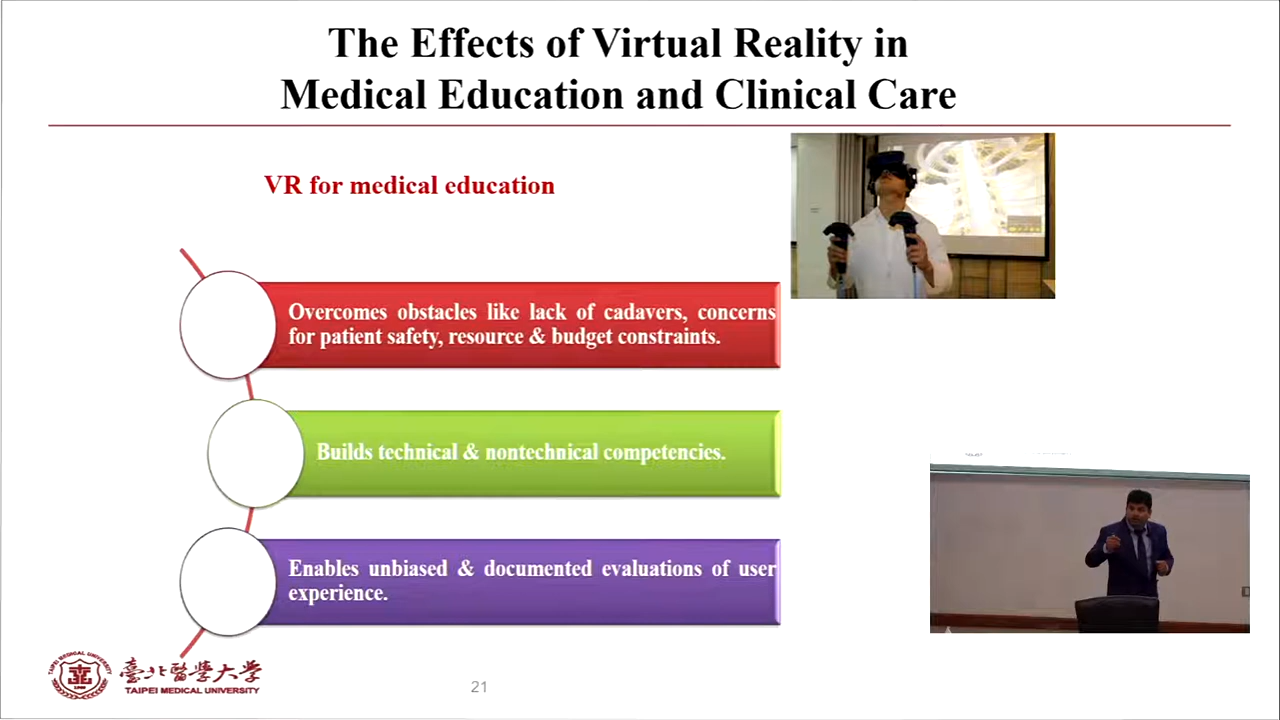 The Effects of Virtual Reality in
Medical Education and Clinical Care
VR for medical education
Overcomes obstacles like lack of cadavers, concerns
for patient safety, resource & budget constraints.
Builds technical & nontechnical competencies.
Enables unbiased & documented evaluations of user
experience.
臺北醫學大學
TAIPEI MEDICAL UNIVERSITY
21